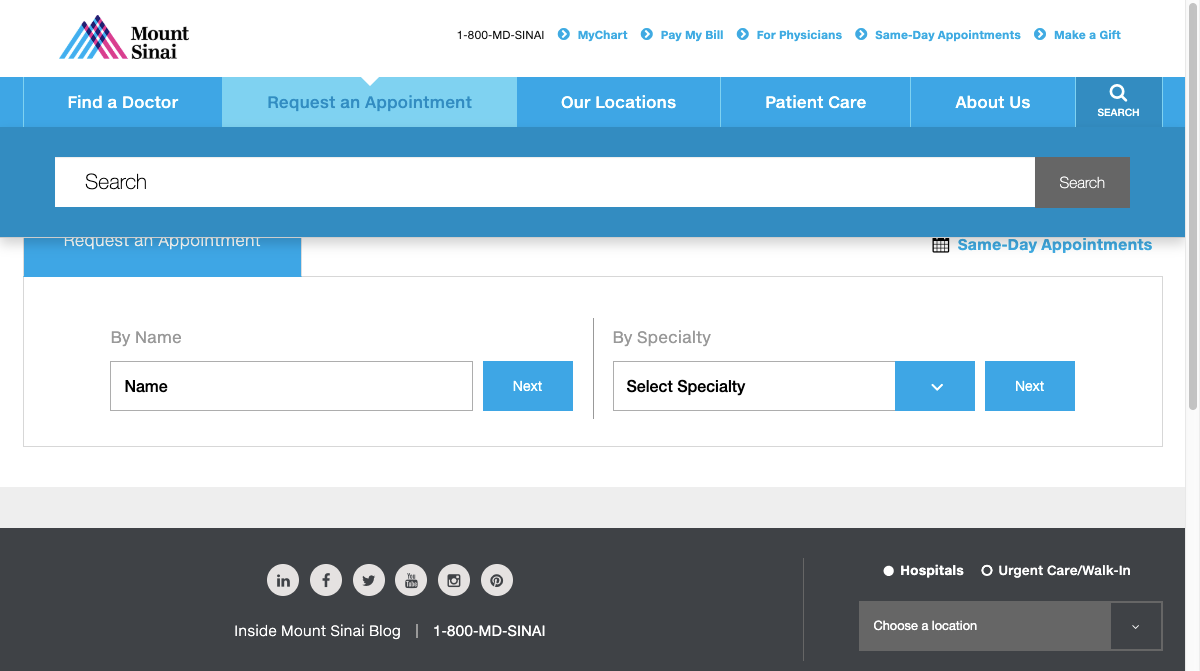 Mount
Sinai
1-800-MD-SINAI MyChart Pay My Bill For Physicians Same-Day Appointments Make a Gift
Find a Doctor Request an Appointment Our Locations Patient Care About Us SEARCH
Search Search
Request an Appointment Same-Day Appointments
By Name By Specialty
Name Next Select Specialty Next
Hospitals Urgent Care/Walk-In
in f You Tube
Choose a location
Inside Mount Sinai Blog | 1-800-MD-SINAI